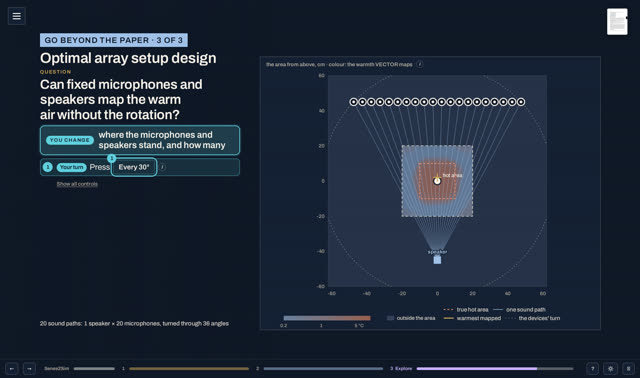 GO BEYOND THE PAPER · 3 OF 3
Optimal array setup design
QUESTION
Can fixed microphones and
speakers map the warm
air without the rotation?
YOU CHANGE
where the microphones and
speakers stand, and how many
1 Your turn Press Every 30° i
1
Show all controls
20 sound paths: 1 speaker × 20 microphones, turned through 36 angles
the area from above, cm · colour: the warmth VECTOR maps i
60
40
20
0
-20
-40
-60
-60 -40 -20 0 20 40 60
hot area
speaker
0.2 1 5 °C
outside the area
true hot area
one sound path
warmest mapped
the devices' turn
← → 1 2 3 Explore ?